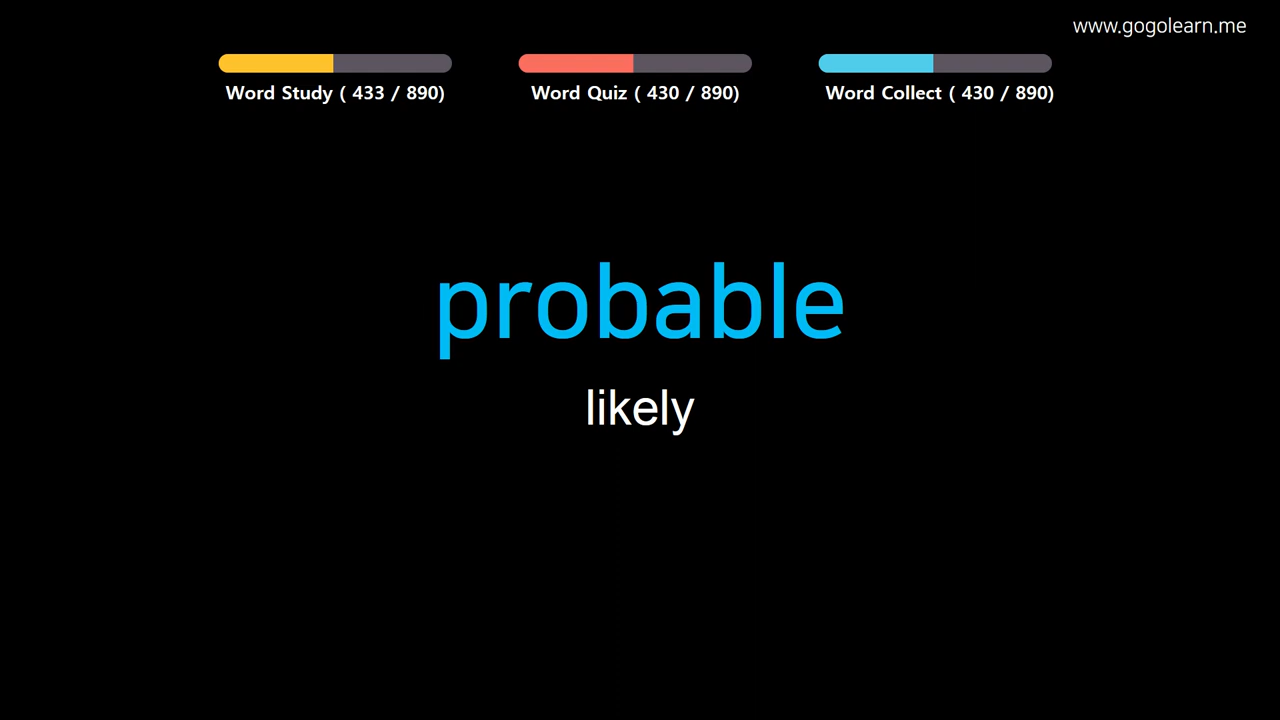 www.gogolearn.me
Word Study ( 433 / 890)
Word Quiz ( 430 / 890)
Word Collect ( 430 / 890)
probable
likely